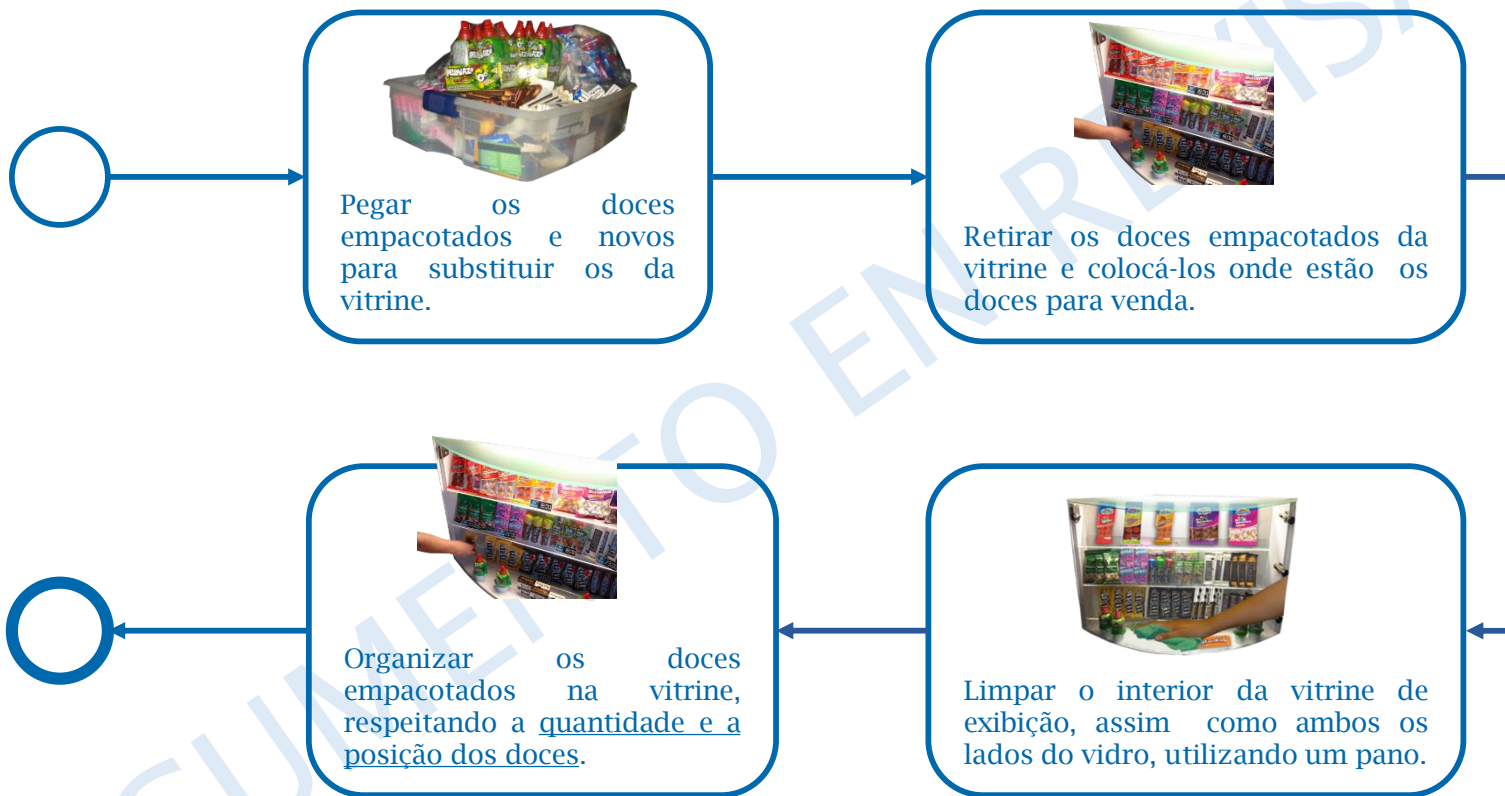 Pegar os doces
empacotados e novos
para substituir os da
vitrine.
Retirar os doces empacotados da
vitrine e colocá-los onde estão os
doces para venda.
Organizar os doces
empacotados na vitrine,
respeitando a quantidade e a
posição dos doces.
Limpar o interior da vitrine de
exibição, assim como ambos os
lados do vidro, utilizando um pano.